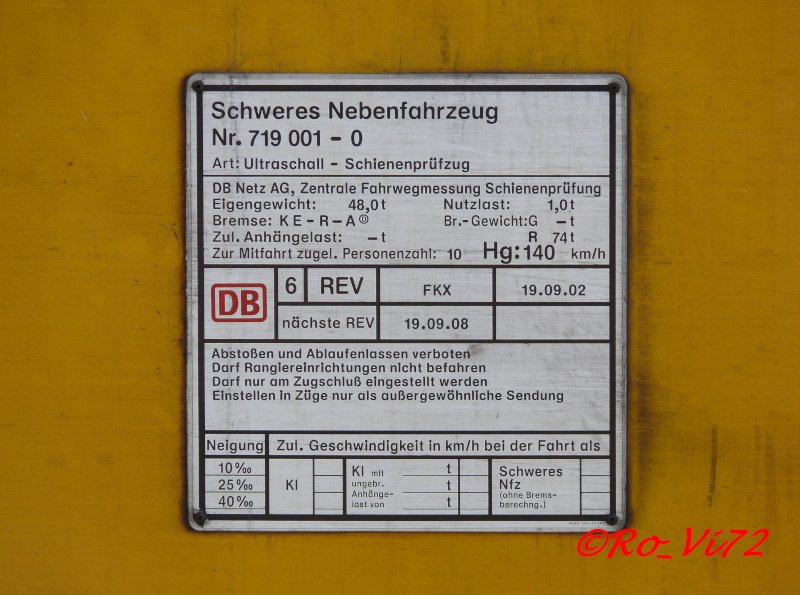 Schweres Nebenfahrzeug
Nr. 719 001 - 0
Art: Ultraschall - Schienenprüfzug
DB Netz AG, Zentrale Fahrwegmessung Schienenprüfung
Eigengewicht: 48,0t Nutzlast: 1,0t
Bremse: KE-R-A Ⓓ Br.-Gewicht:G -t
Zul. Anhängelast: -t R 74t
Zur Mitfahrt zugel. Personenzahl: 10 Hg:140 km/h
DB 6 REV FKX 19.09.02
nächste REV 19.09.08
Abstoßen und Ablaufenlassen verboten
Darf Rangiereinrichtungen nicht befahren
Darf nur am Zugschluß eingestellt werden
Einstellen in Züge nur als außergewöhnliche Sendung
Neigung Zul. Geschwindigkeit in km/h bei der Fahrt als
10‰ Kl Kl mit t Schweres
25‰ ungebr. t Nfz
40‰ Anhänge- t (ohne Brems-
last von berechng.)
©Ro_Vi72